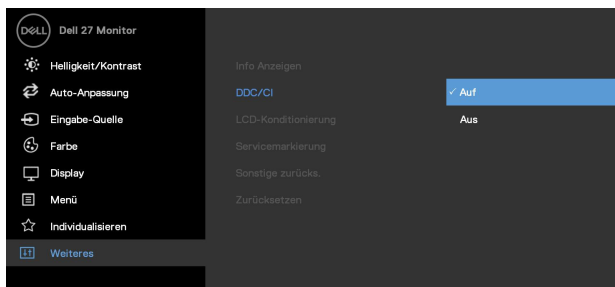 DELL Dell 27 Monitor
Helligkeit/Kontrast
Auto-Anpassung
Eingabe-Quelle
Farbe
Display
Menü
Individualisieren
Weiteres
Info Anzeigen
DDC/CI
LCD-Konditionierung
Servicemarkierung
Sonstige zurücks.
Zurücksetzen
✓ Auf
Aus